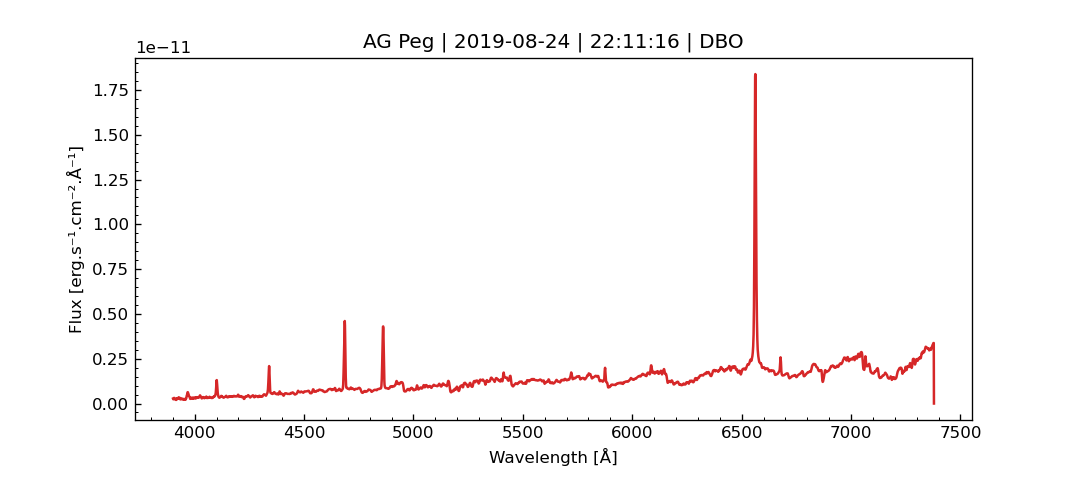 AG Peg | 2019-08-24 | 22:11:16 | DBO
1e−11
1.75
1.50
1.25
1.00
0.75
0.50
0.25
0.00
Flux [erg.s⁻¹.cm⁻².Å⁻¹]
4000 4500 5000 5500 6000 6500 7000 7500
Wavelength [Å]